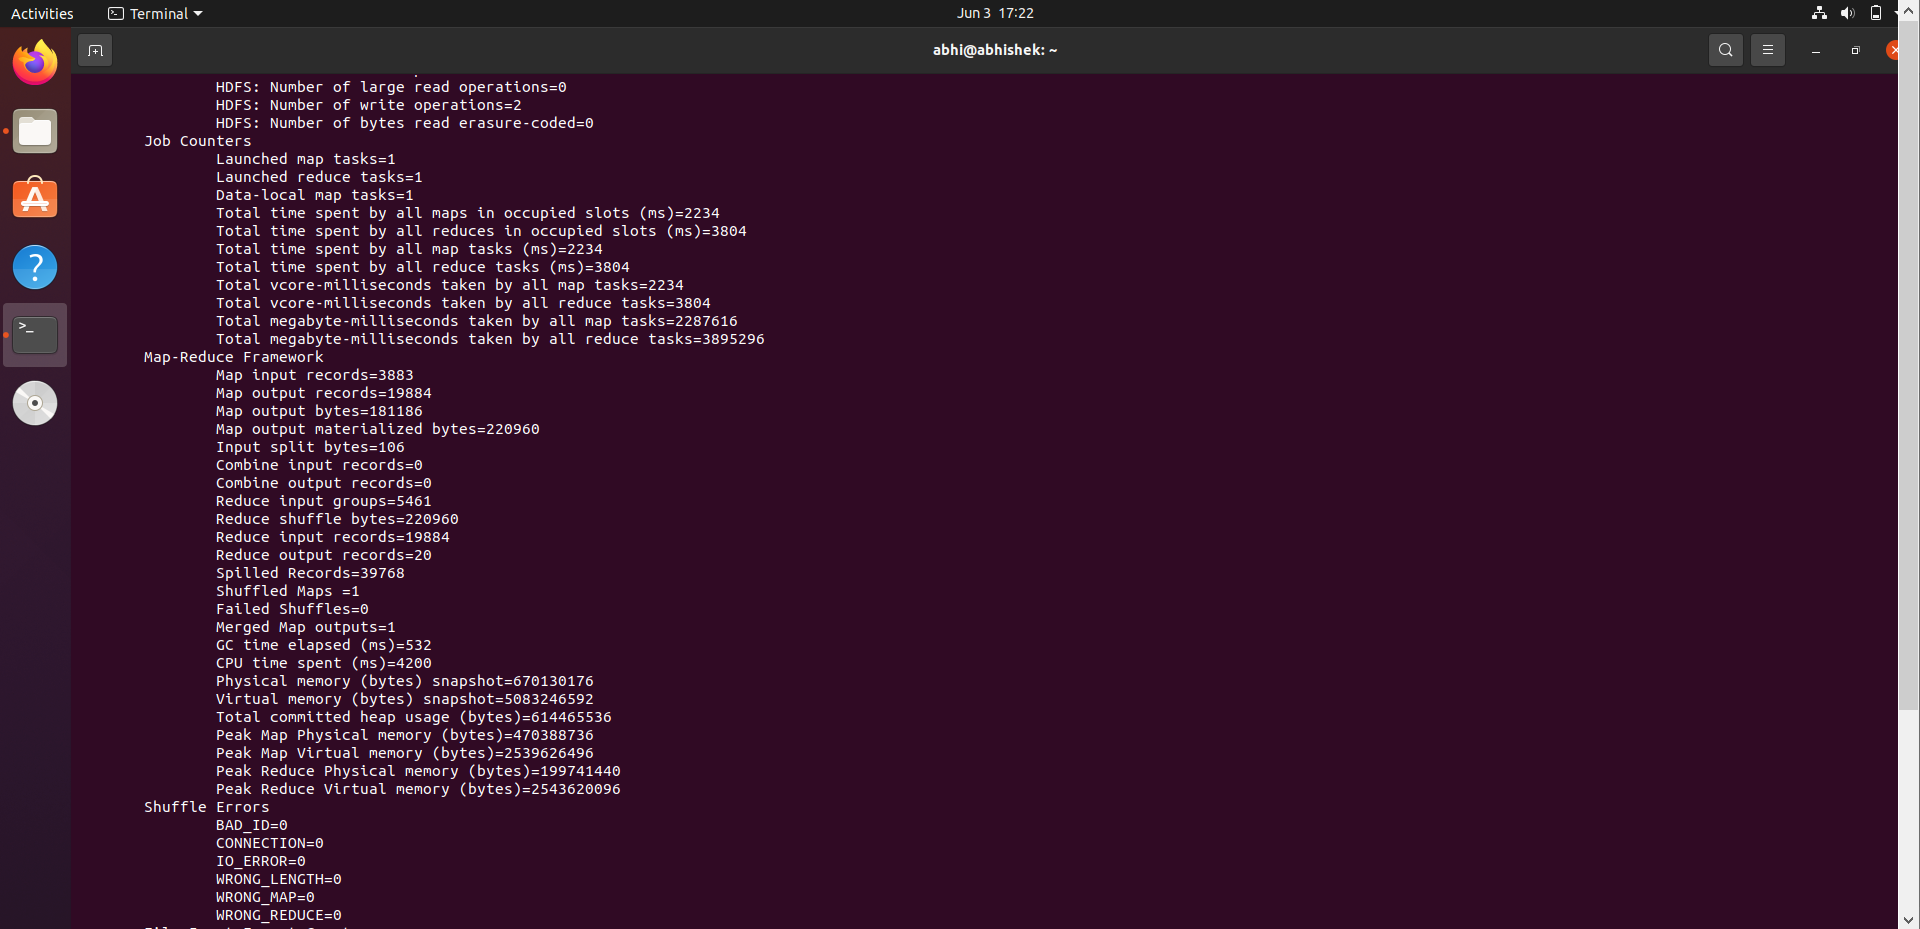 Activities
Terminal
Jun 3 17:22
abhi@abhishek: ~
HDFS: Number of large read operations=0
HDFS: Number of write operations=2
HDFS: Number of bytes read erasure-coded=0
Job Counters
Launched map tasks=1
Launched reduce tasks=1
Data-local map tasks=1
Total time spent by all maps in occupied slots (ms)=2234
Total time spent by all reduces in occupied slots (ms)=3804
Total time spent by all map tasks (ms)=2234
Total time spent by all reduce tasks (ms)=3804
Total vcore-milliseconds taken by all map tasks=2234
Total vcore-milliseconds taken by all reduce tasks=3804
Total megabyte-milliseconds taken by all map tasks=2287616
Total megabyte-milliseconds taken by all reduce tasks=3895296
Map-Reduce Framework
Map input records=3883
Map output records=19884
Map output bytes=181186
Map output materialized bytes=220960
Input split bytes=106
Combine input records=0
Combine output records=0
Reduce input groups=5461
Reduce shuffle bytes=220960
Reduce input records=19884
Reduce output records=20
Spilled Records=39768
Shuffled Maps =1
Failed Shuffles=0
Merged Map outputs=1
GC time elapsed (ms)=532
CPU time spent (ms)=4200
Physical memory (bytes) snapshot=670130176
Virtual memory (bytes) snapshot=5083246592
Total committed heap usage (bytes)=614465536
Peak Map Physical memory (bytes)=470388736
Peak Map Virtual memory (bytes)=2539626496
Peak Reduce Physical memory (bytes)=199741440
Peak Reduce Virtual memory (bytes)=2543620096
Shuffle Errors
BAD_ID=0
CONNECTION=0
IO_ERROR=0
WRONG_LENGTH=0
WRONG_MAP=0
WRONG_REDUCE=0